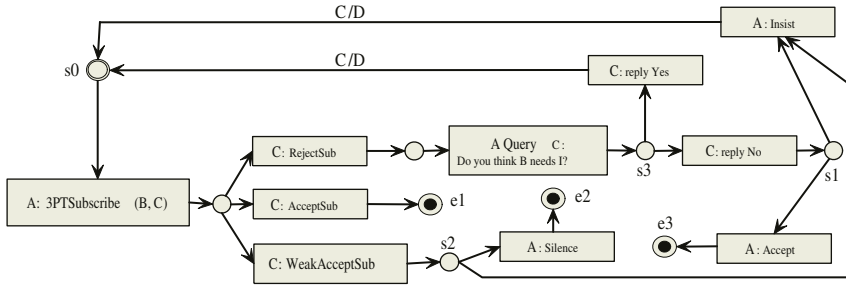 C/D
A: Insist
s0
C/D
C: reply Yes
C: RejectSub
A Query C:
Do you think B needs I?
s3
C: reply No
s1
A: 3PTSubscribe (B, C)
C: AcceptSub
e1
e2
e3
C: WeakAcceptSub
s2
A: Silence
A: Accept